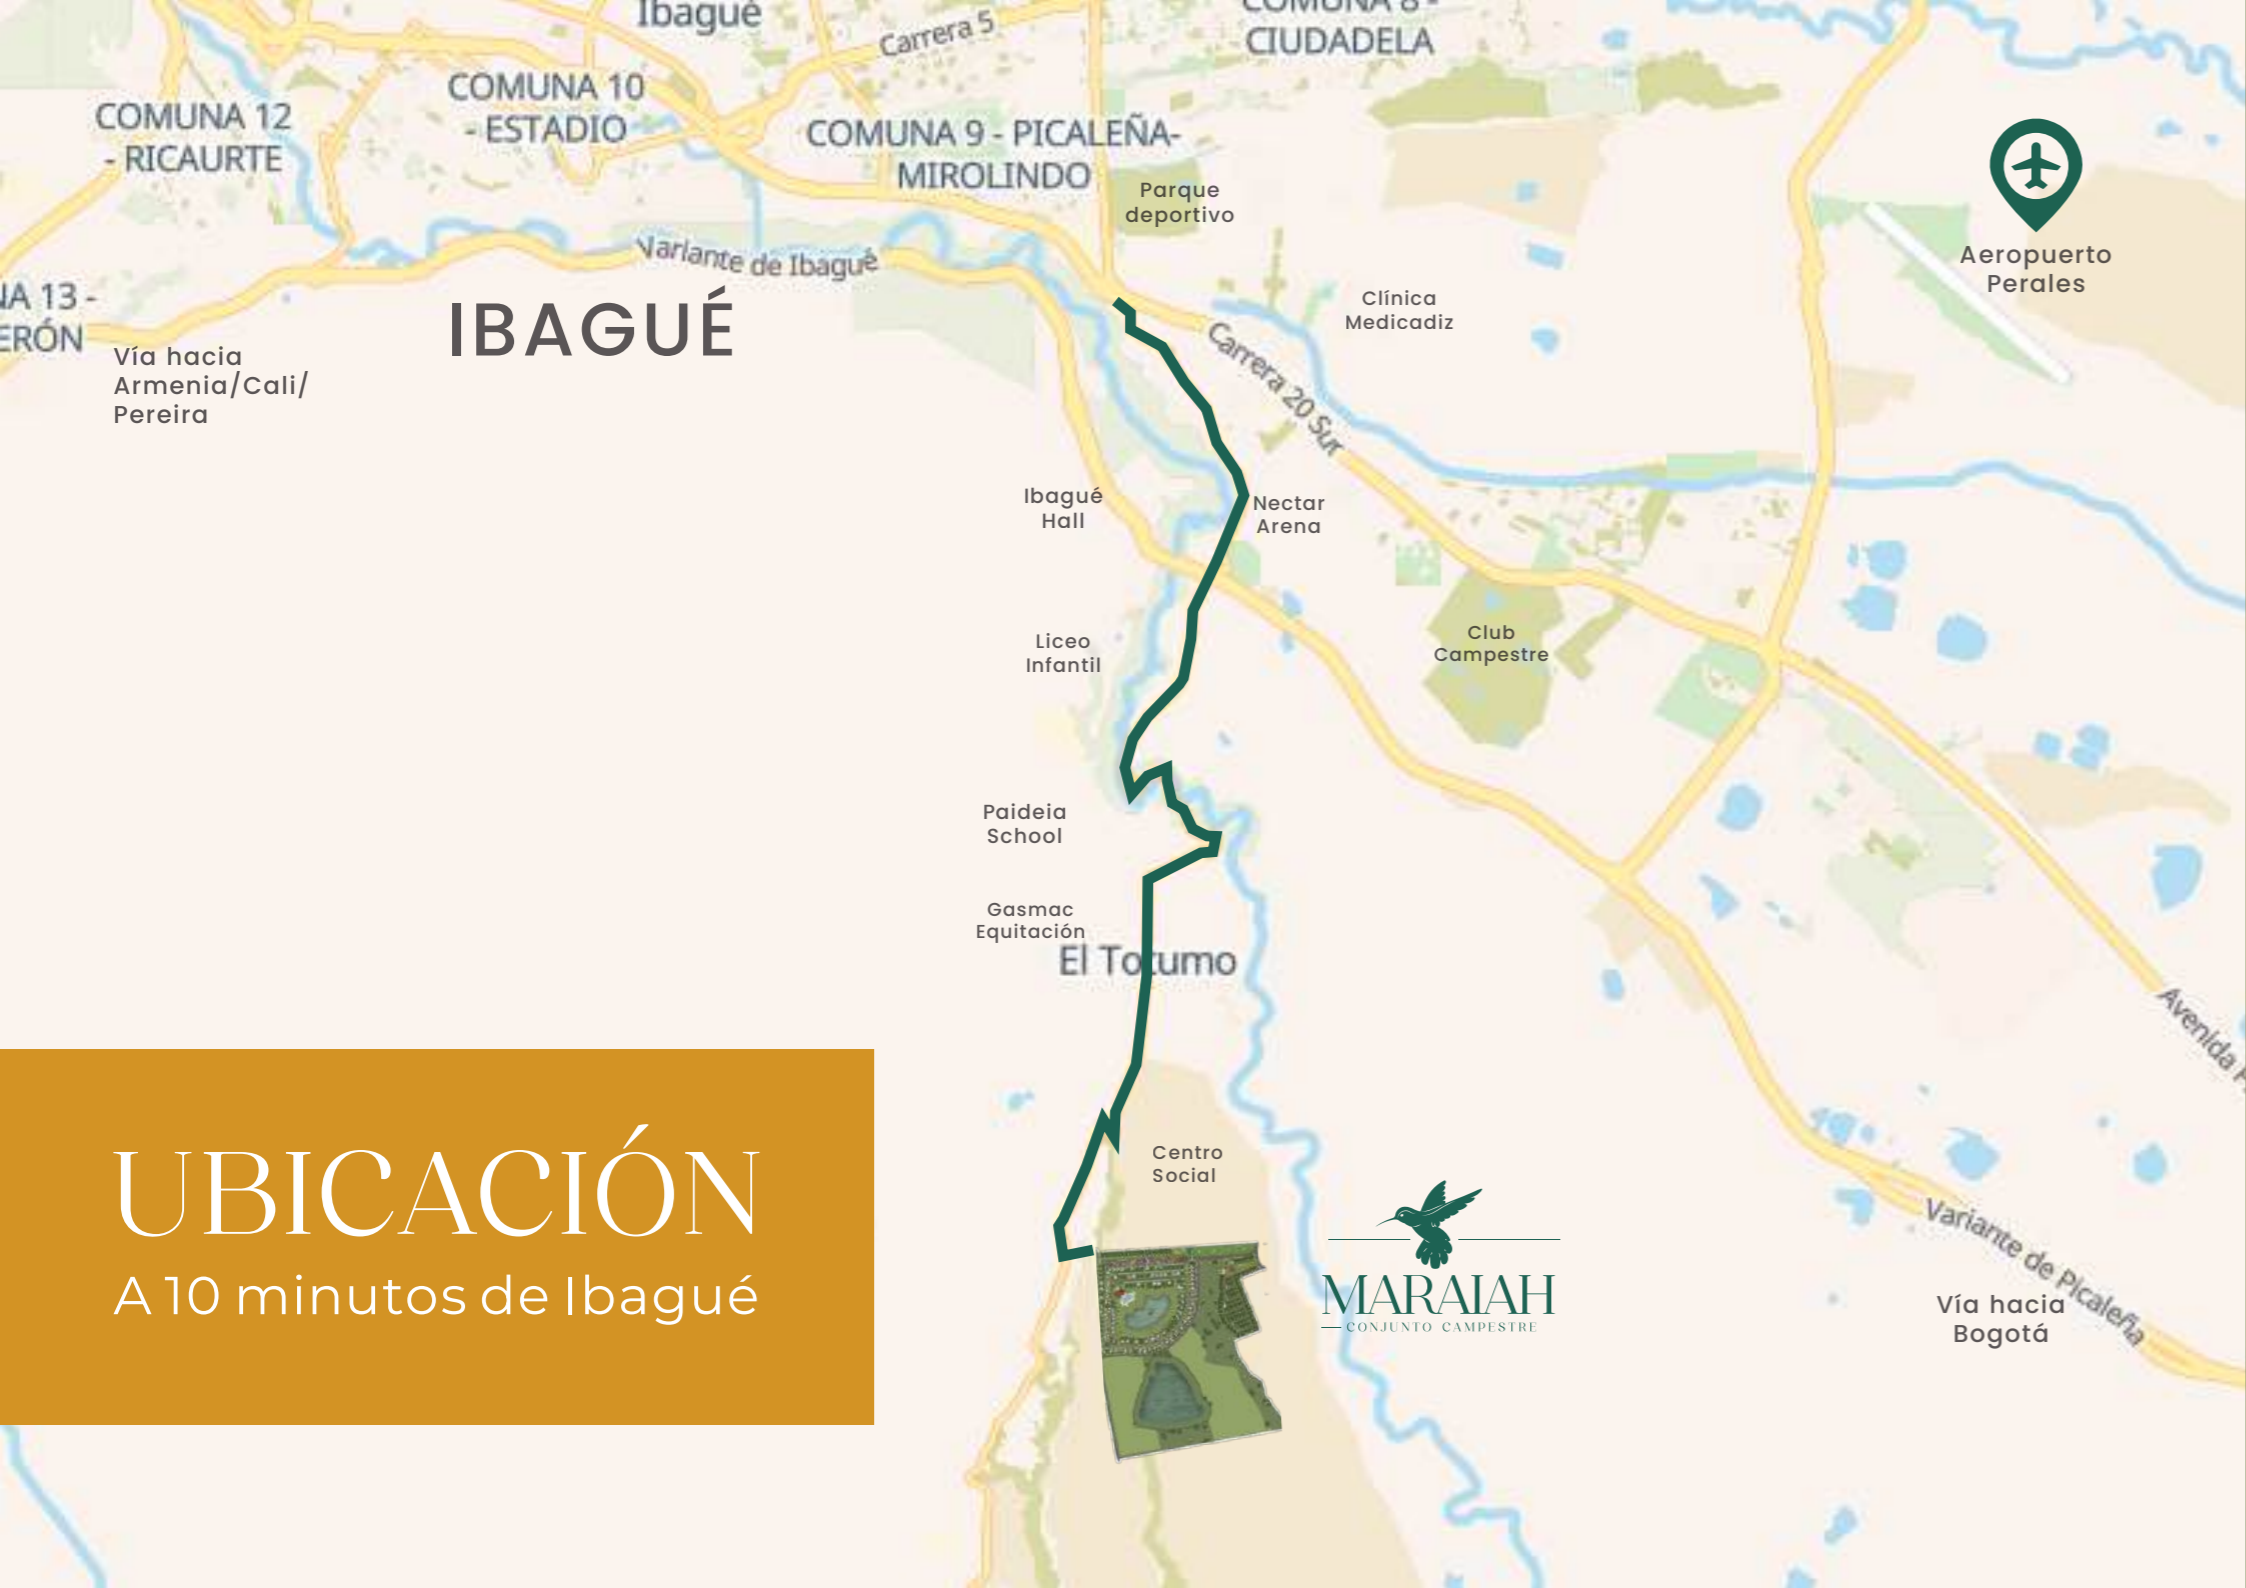 Ibagué
Carrera 5
CIUDADELA
COMUNA 10
- ESTADIO
COMUNA 12
- RICAURTE
COMUNA 9 - PICALEÑA-
MIROLINDO
Parque
deportivo
Aeropuerto
Perales
Variante de Ibagué
IBAGUÉ
Clínica
Medicadiz
Carrera 20 Sur
13 -
Vía hacia
Armenia/Cali/
Pereira
Ibagué
Hall
Nectar
Arena
Liceo
Infantil
Club
Campestre
Paideia
School
Gasmac
Equitación
El Totumo
Avenida
Centro
Social
UBICACIÓN
A 10 minutos de Ibagué
MARAIAH
CONJUNTO CAMPESTRE
Variante de Picaleña
Vía hacia
Bogotá